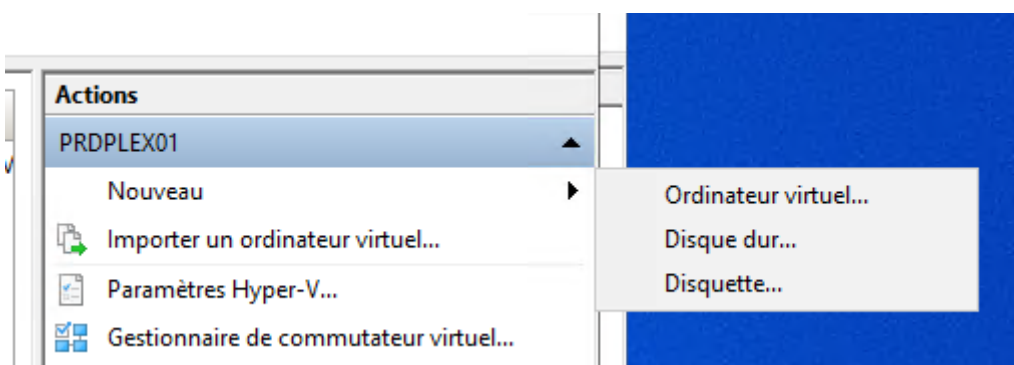 Actions
PRDPLEX01
Nouveau
Importer un ordinateur virtuel...
Paramètres Hyper-V...
Gestionnaire de commutateur virtuel...
Ordinateur virtuel...
Disque dur...
Disquette...